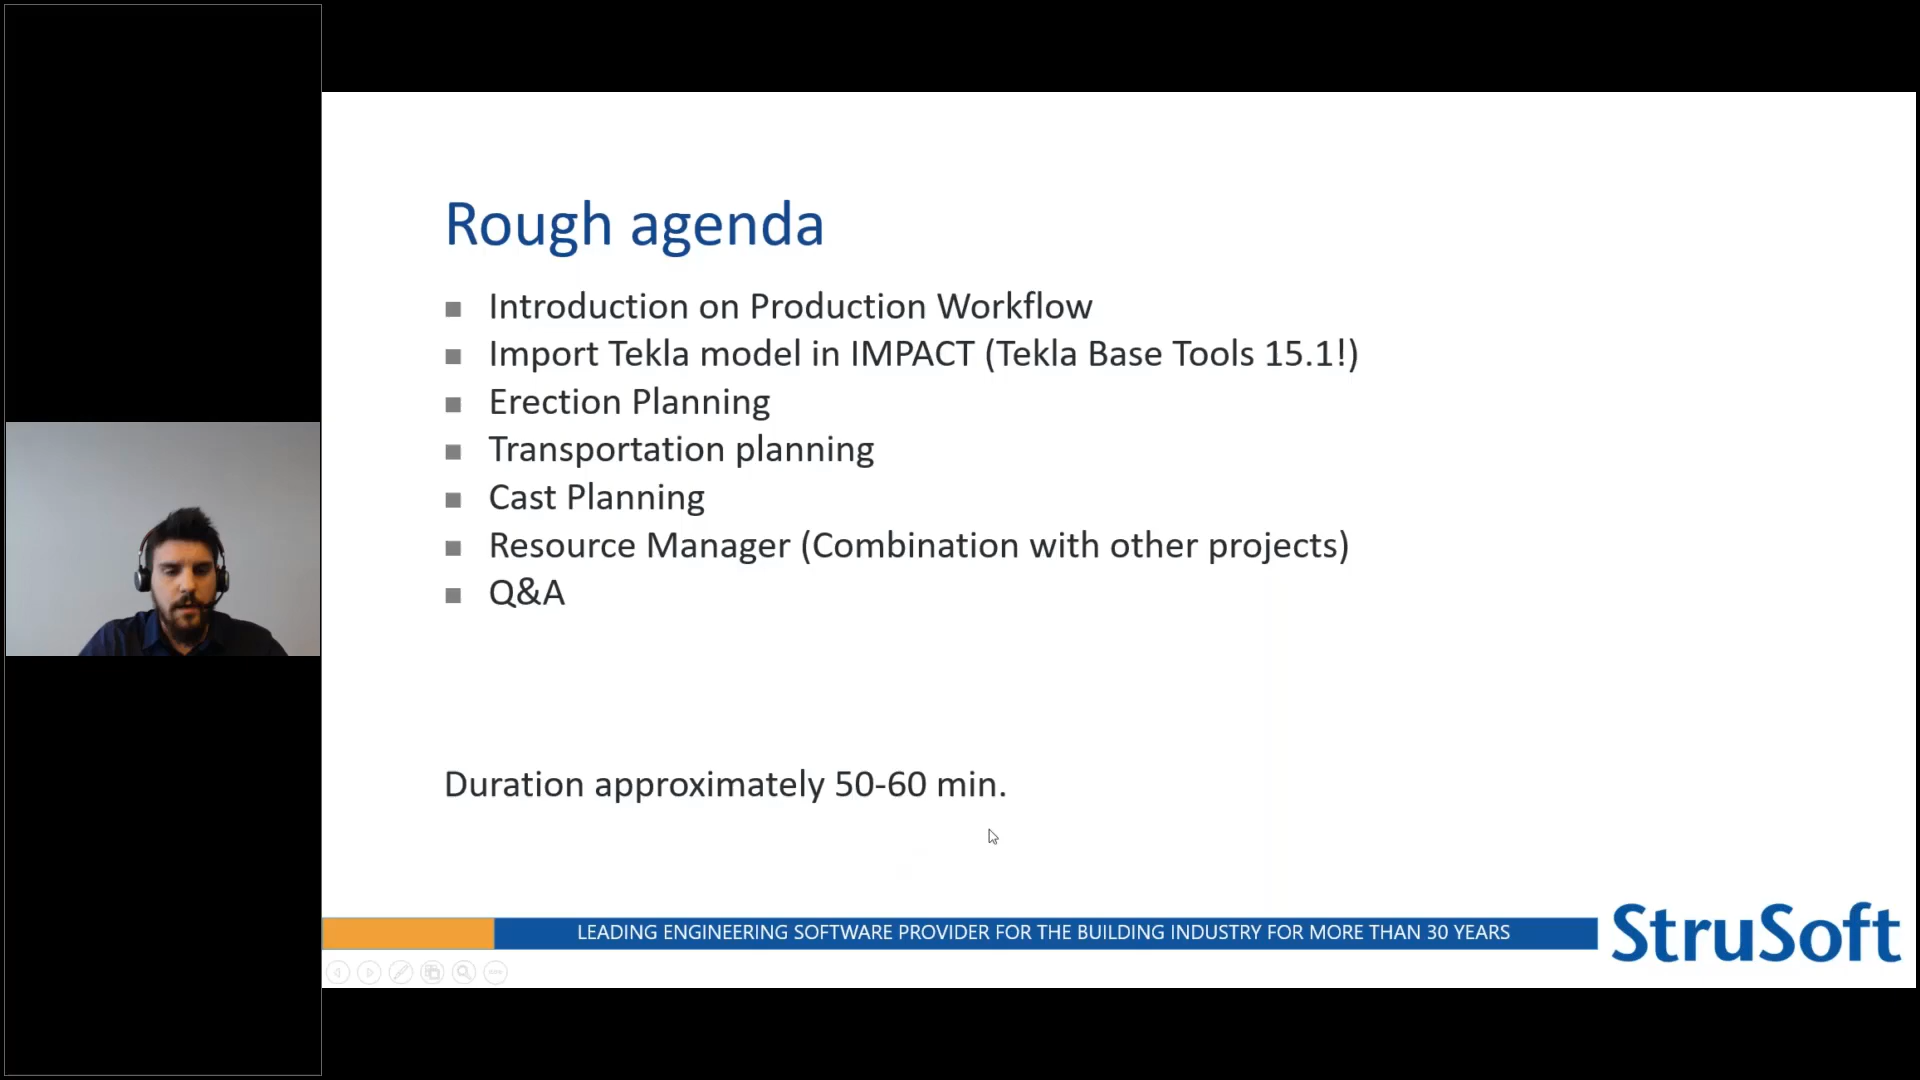 Rough agenda
Introduction on Production Workflow
Import Tekla model in IMPACT (Tekla Base Tools 15.1!)
Erection Planning
Transportation planning
Cast Planning
Resource Manager (Combination with other projects)
Q&A
Duration approximately 50-60 min.
LEADING ENGINEERING SOFTWARE PROVIDER FOR THE BUILDING INDUSTRY FOR MORE THAN 30 YEARS
StruSoft